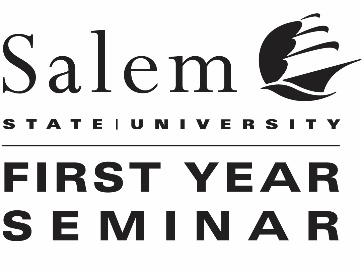 Salem
STATE | UNIVERSITY
FIRST YEAR
SEMINAR